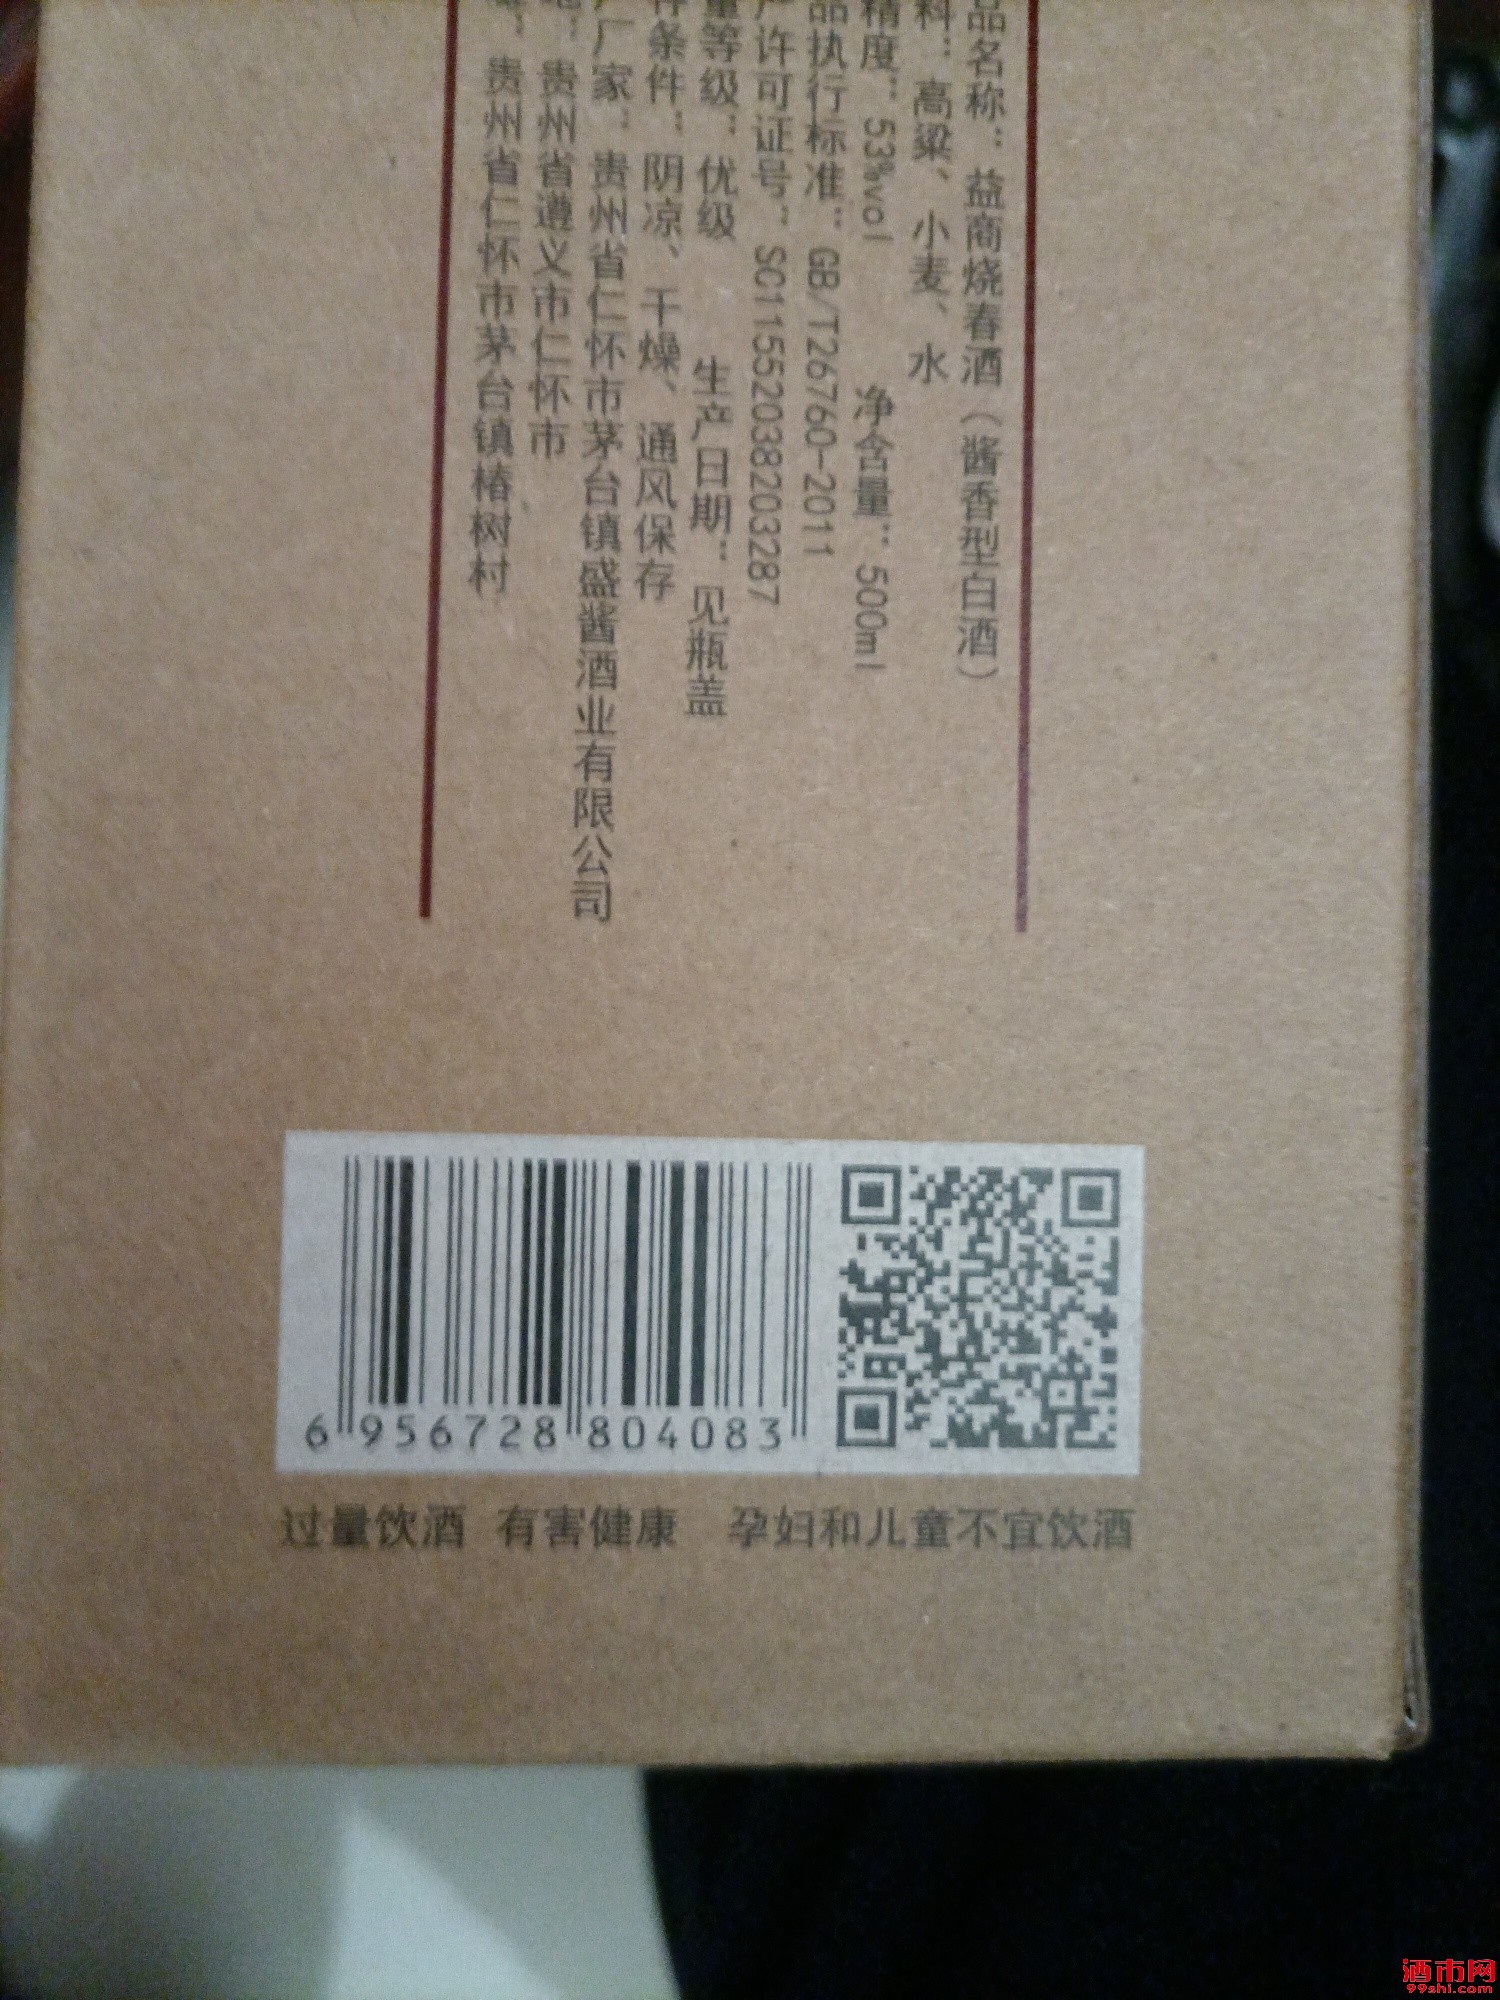 品名称：益商烧春酒（酱香型白酒）
料：高粱、小麦、水
精度：53%vol 净含量：500ml
品执行标准：GB/T26760-2011
产许可证号：SC11552038203287
量等级：优级 生产日期：见瓶盖
件条件：阴凉、干燥、通风保存
厂家：贵州省仁怀市茅台镇盛酱酒业有限公司
地：贵州省遵义市仁怀市
：贵州省仁怀市茅台镇椿树村
6 956728 804083
过量饮酒 有害健康 孕妇和儿童不宜饮酒
酒市网
99shi.com